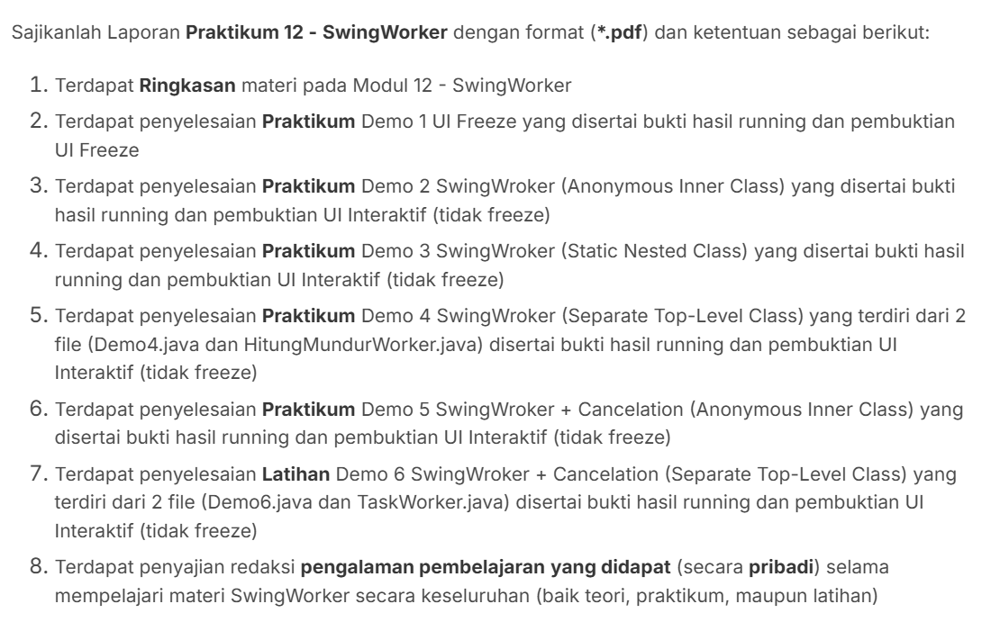 Sajikanlah Laporan Praktikum 12 - SwingWorker dengan format (*.pdf) dan ketentuan sebagai berikut:
1. Terdapat Ringkasan materi pada Modul 12 - SwingWorker
2. Terdapat penyelesaian Praktikum Demo 1 UI Freeze yang disertai bukti hasil running dan pembuktian
UI Freeze
3. Terdapat penyelesaian Praktikum Demo 2 SwingWroker (Anonymous Inner Class) yang disertai bukti
hasil running dan pembuktian UI Interaktif (tidak freeze)
4. Terdapat penyelesaian Praktikum Demo 3 SwingWroker (Static Nested Class) yang disertai bukti hasil
running dan pembuktian UI Interaktif (tidak freeze)
5. Terdapat penyelesaian Praktikum Demo 4 SwingWroker (Separate Top-Level Class) yang terdiri dari 2
file (Demo4.java dan HitungMundurWorker.java) disertai bukti hasil running dan pembuktian UI
Interaktif (tidak freeze)
6. Terdapat penyelesaian Praktikum Demo 5 SwingWroker + Cancelation (Anonymous Inner Class) yang
disertai bukti hasil running dan pembuktian UI Interaktif (tidak freeze)
7. Terdapat penyelesaian Latihan Demo 6 SwingWroker + Cancelation (Separate Top-Level Class) yang
terdiri dari 2 file (Demo6.java dan TaskWorker.java) disertai bukti hasil running dan pembuktian UI
Interaktif (tidak freeze)
8. Terdapat penyajian redaksi pengalaman pembelajaran yang didapat (secara pribadi) selama
mempelajari materi SwingWorker secara keseluruhan (baik teori, praktikum, maupun latihan)